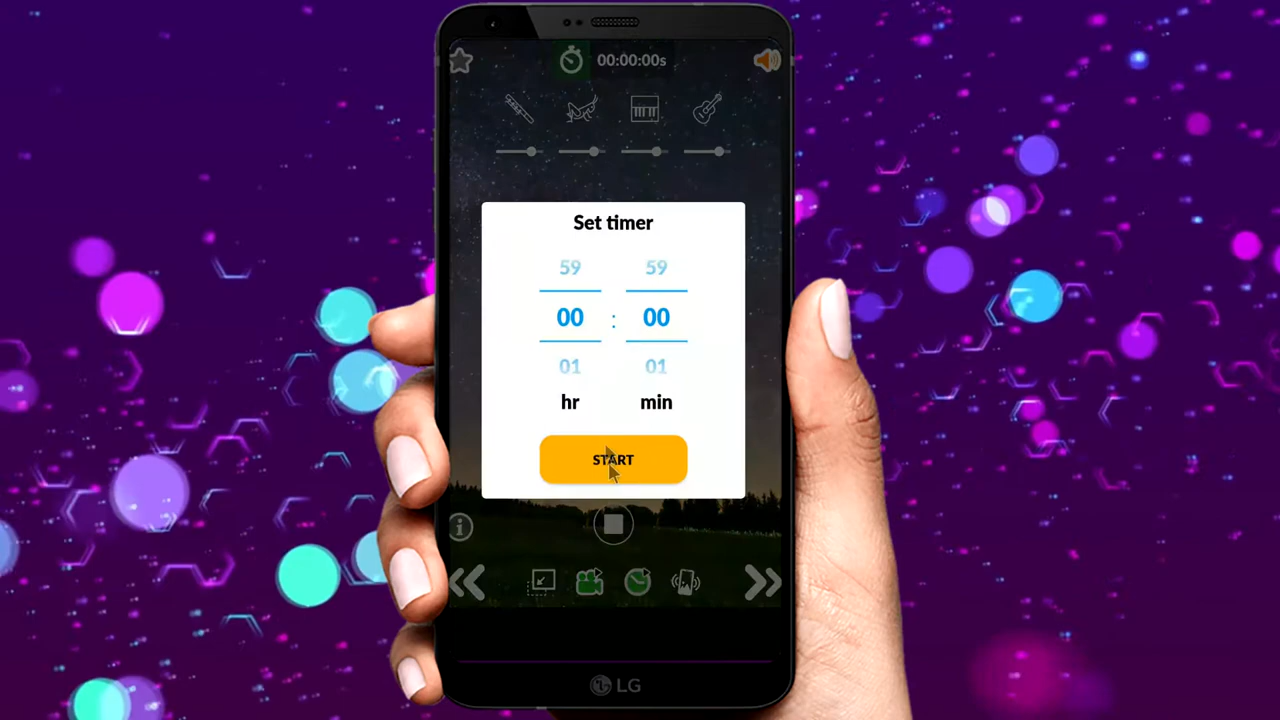 00:00:00s
Set timer
59 59
00 : 00
01 01
hr min
START
LG